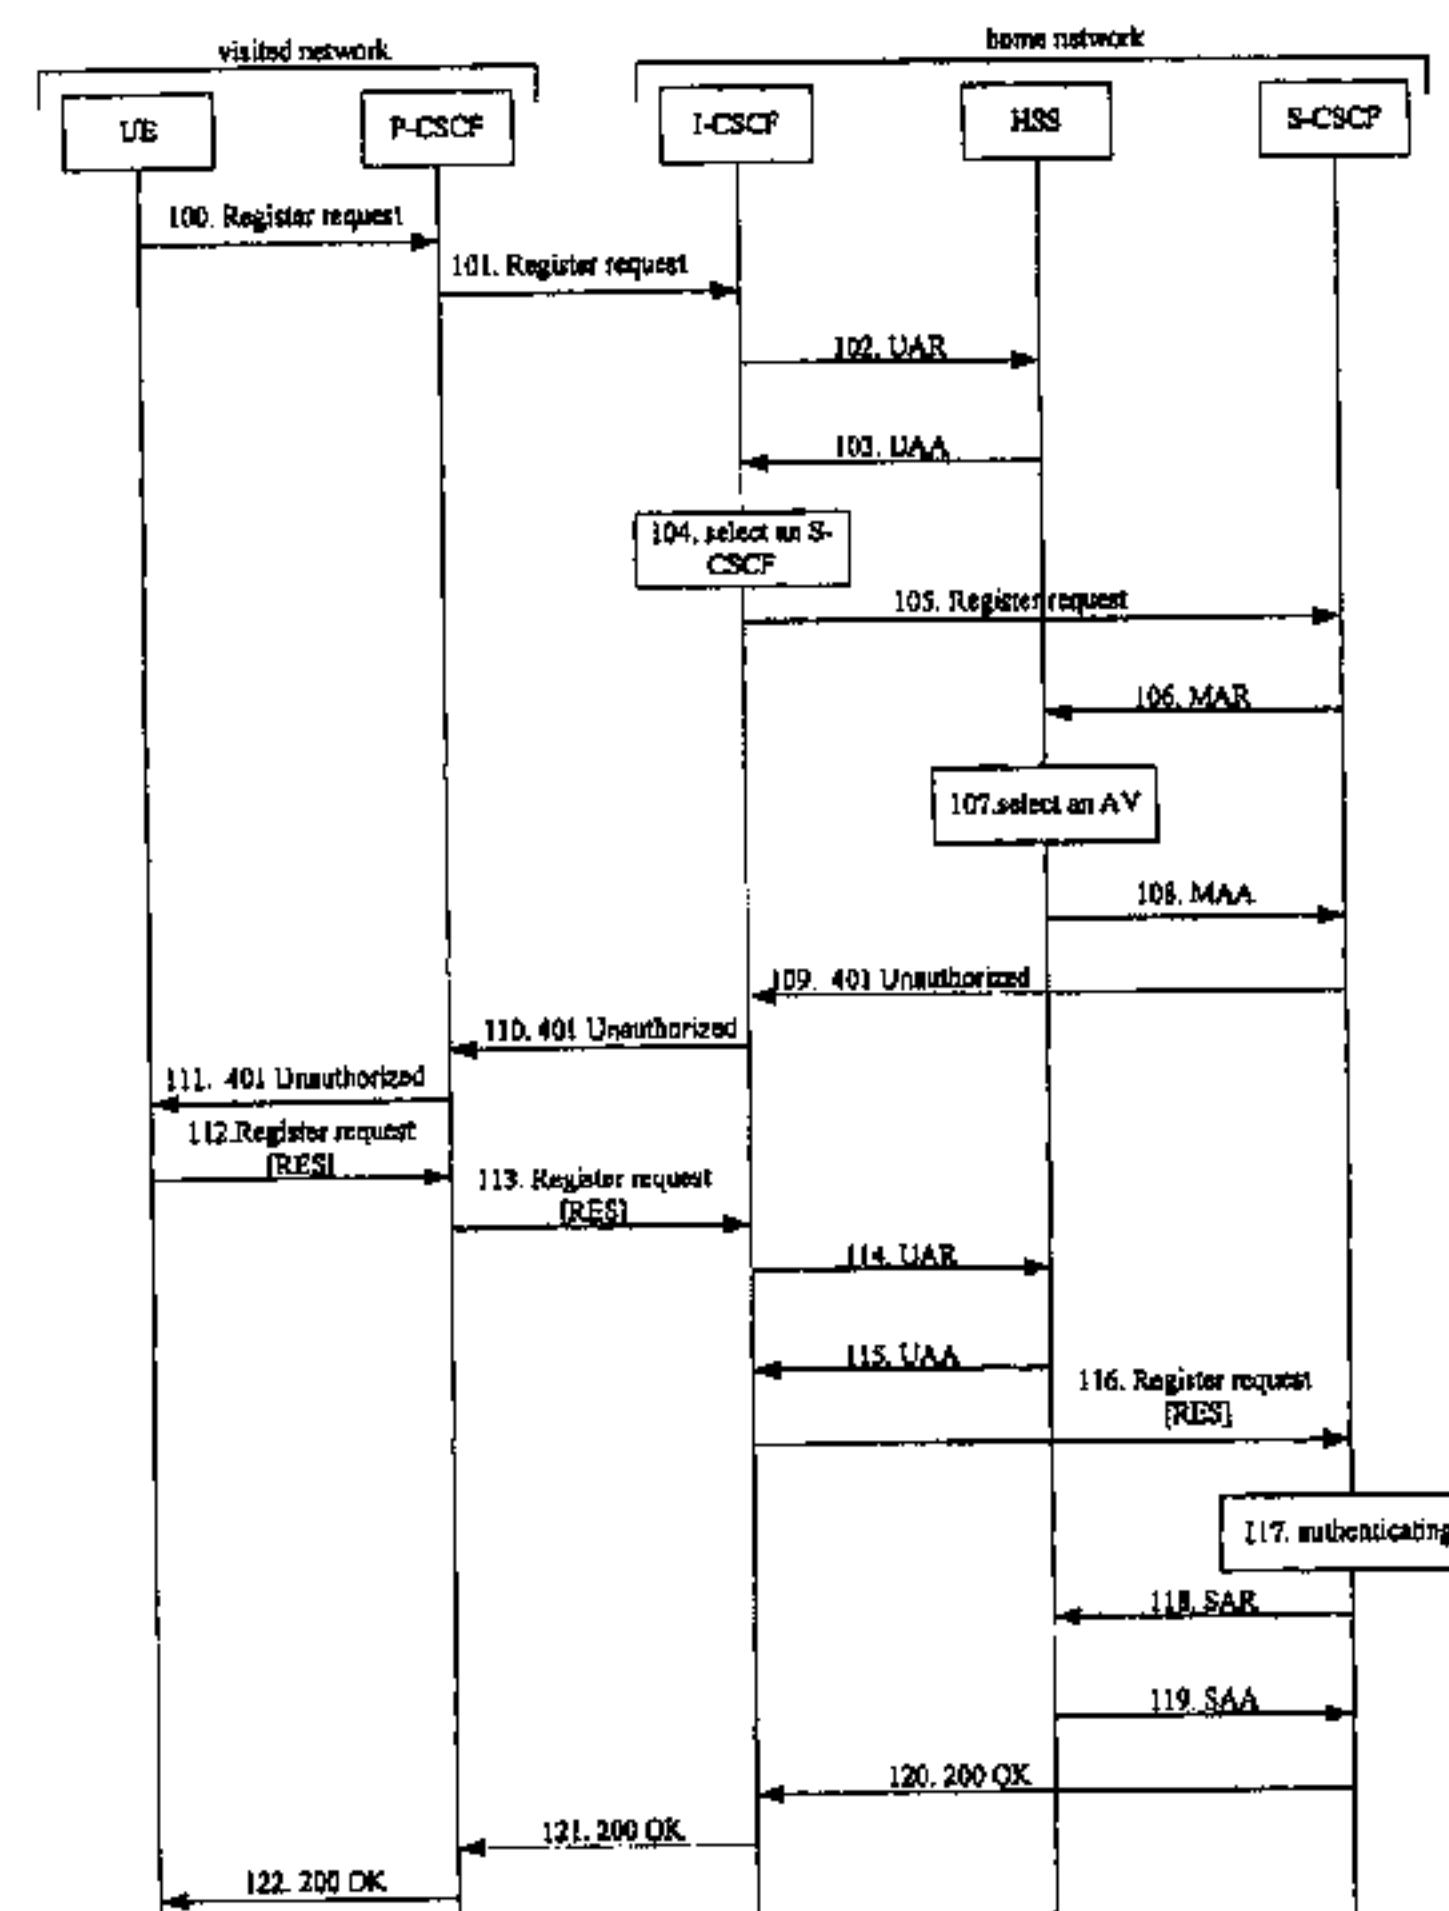 visited network
home network
UE
P-CSCF
I-CSCF
HSS
S-CSCF
100. Register request
101. Register request
102. UAR
103. UAA
104. select an S-
CSCF
105. Register request
106. MAR
107.select an AV
108. MAA
109. 401 Unauthorized
110. 401 Unauthorized
111. 401 Unauthorized
112.Register request
[RES]
113. Register request
[RES]
114. UAR
115. UAA
116. Register request
[RES]
117. authenticating
118. SAR
119. SAA
120. 200 OK
121. 200 OK
122. 200 OK